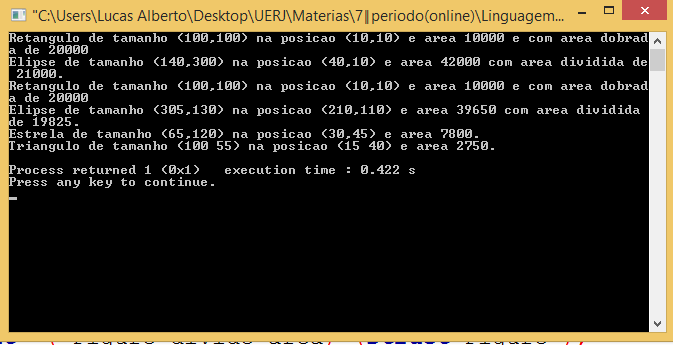 "C:\Users\Lucas Alberto\Desktop\UERJ\Materias\7║periodo(online)\Linguagem...
Retangulo de tamanho (100,100) na posicao (10,10) e area 10000 e com area dobrad
a de 20000
Elipse de tamanho (140,300) na posicao (40,10) e area 42000 com area dividida de
 21000.
Retangulo de tamanho (100,100) na posicao (10,10) e area 10000 e com area dobrad
a de 20000
Elipse de tamanho (305,130) na posicao (210,110) e area 39650 com area dividida
de 19825.
Estrela de tamanho (65,120) na posicao (30,45) e area 7800.
Triangulo de tamanho (100 55) na posicao (15 40) e area 2750.
Process returned 1 (0x1)   execution time : 0.422 s
Press any key to continue.